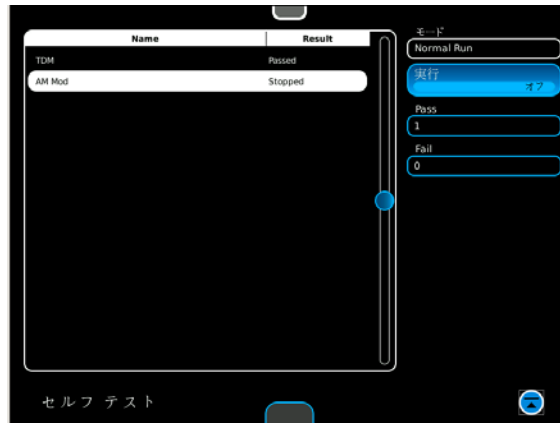 Name Result
TDM Passed
AM Mod Stopped
モード
Normal Run
実行
オフ
Pass
1
Fail
0
セルフ テスト